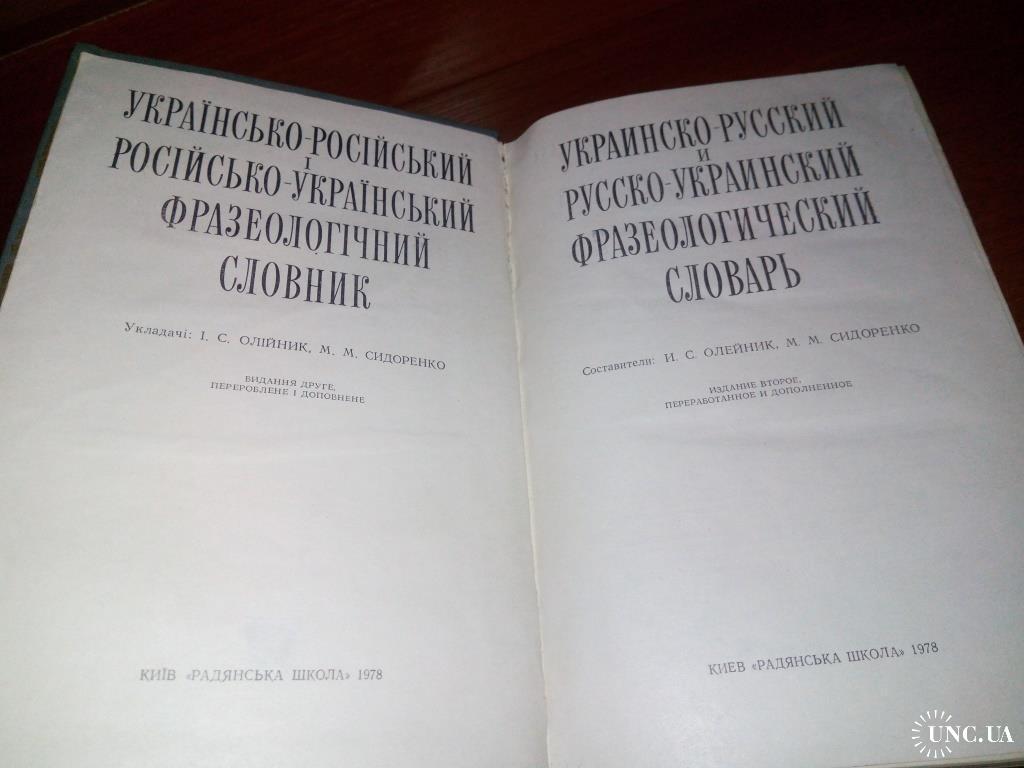 УКРАЇНСЬКО-РОСІЙСЬКИЙ
І
РОСІЙСЬКО-УКРАЇНСЬКИЙ
ФРАЗЕОЛОГІЧНИЙ
СЛОВНИК
Укладачі: І. С. ОЛІЙНИК, М. М. СИДОРЕНКО
ВИДАННЯ ДРУГЕ,
ПЕРЕРОБЛЕНЕ І ДОПОВНЕНЕ
КИЇВ «РАДЯНСЬКА ШКОЛА» 1978
УКРАИНСКО-РУССКИЙ
И
РУССКО-УКРАИНСКИЙ
ФРАЗЕОЛОГИЧЕСКИЙ
СЛОВАРЬ
Составители: И. С. ОЛЕЙНИК, М. М. СИДОРЕНКО
ИЗДАНИЕ ВТОРОЕ,
ПЕРЕРАБОТАННОЕ И ДОПОЛНЕННОЕ
КИЕВ «РАДЯНСЬКА ШКОЛА» 1978
UNC.UA